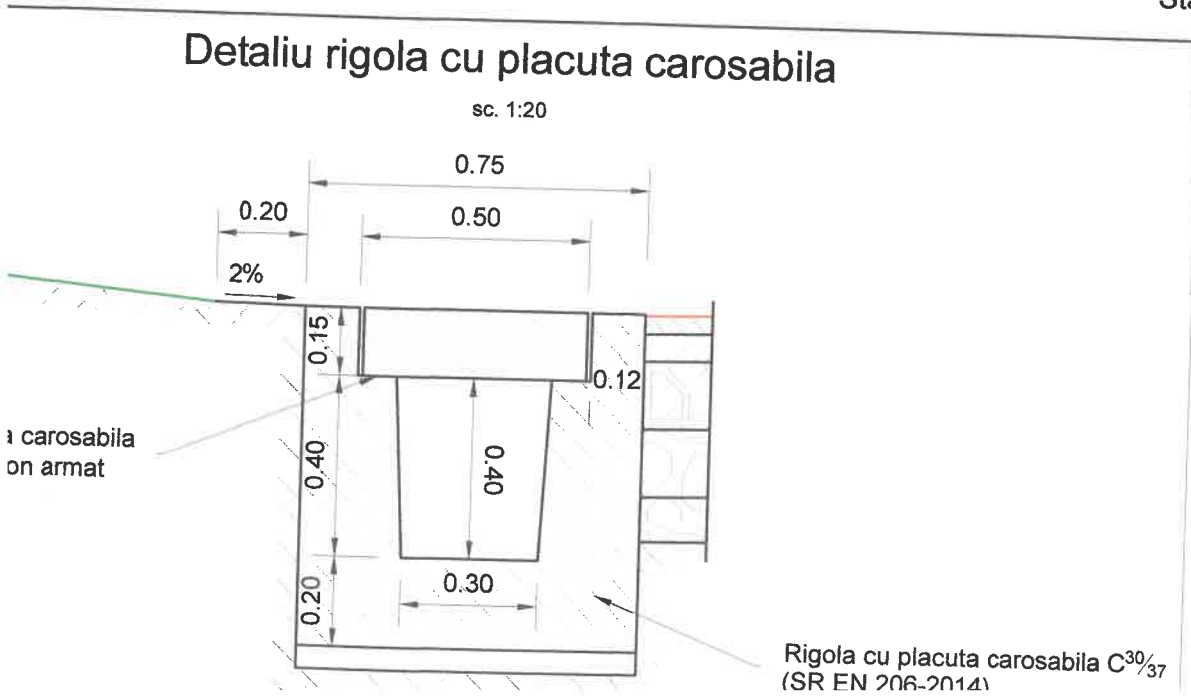 Sta
Detaliu rigola cu placuta carosabila
sc. 1:20
0.75
0.20
0.50
2%
0.15
0.12
a carosabila
on armat
0.40
0.40
0.20
0.30
Rigola cu placuta carosabila C30/37
(SR EN 206-2014)